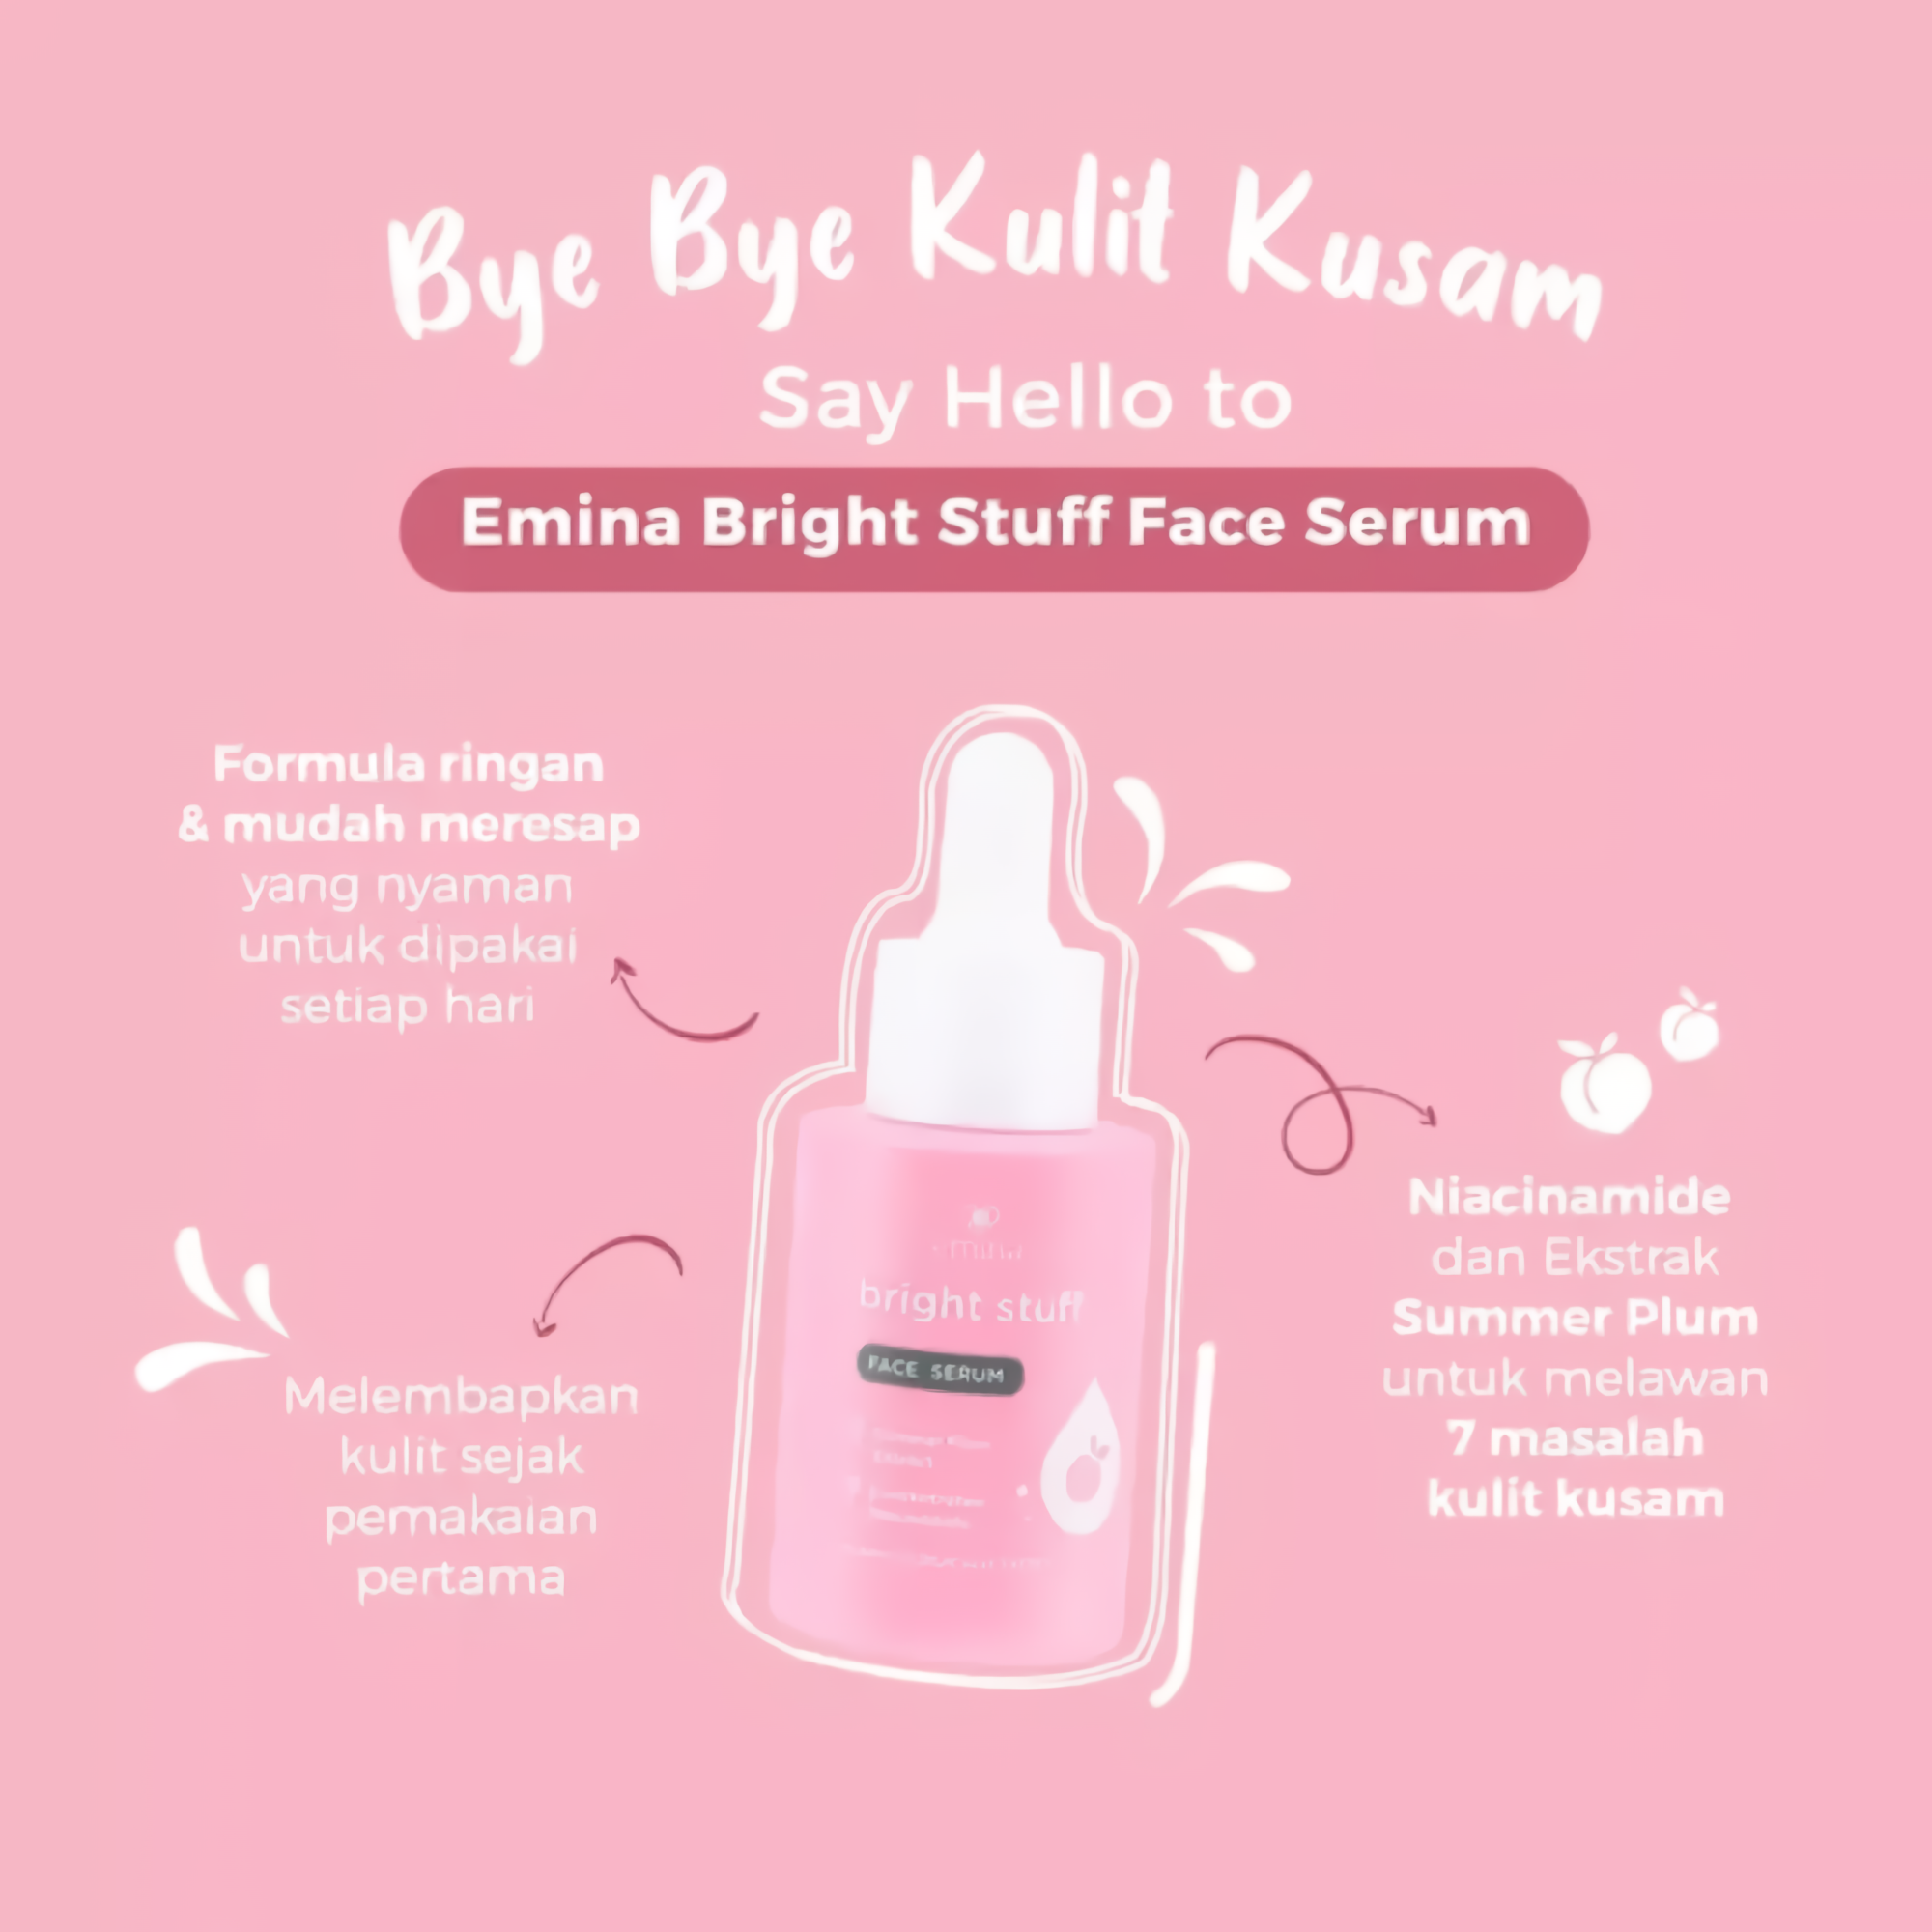 Bye Bye Kulit Kusam
Say Hello to
Emina Bright Stuff Face Serum
Formula ringan
& mudah meresap
yang nyaman
untuk dipakai
setiap hari
Melembapkan
kulit sejak
pemakaian
pertama
emina
bright stuff
FACE SERUM
Niacinamide
dan Ekstrak
Summer Plum
untuk melawan
7 masalah
kulit kusam